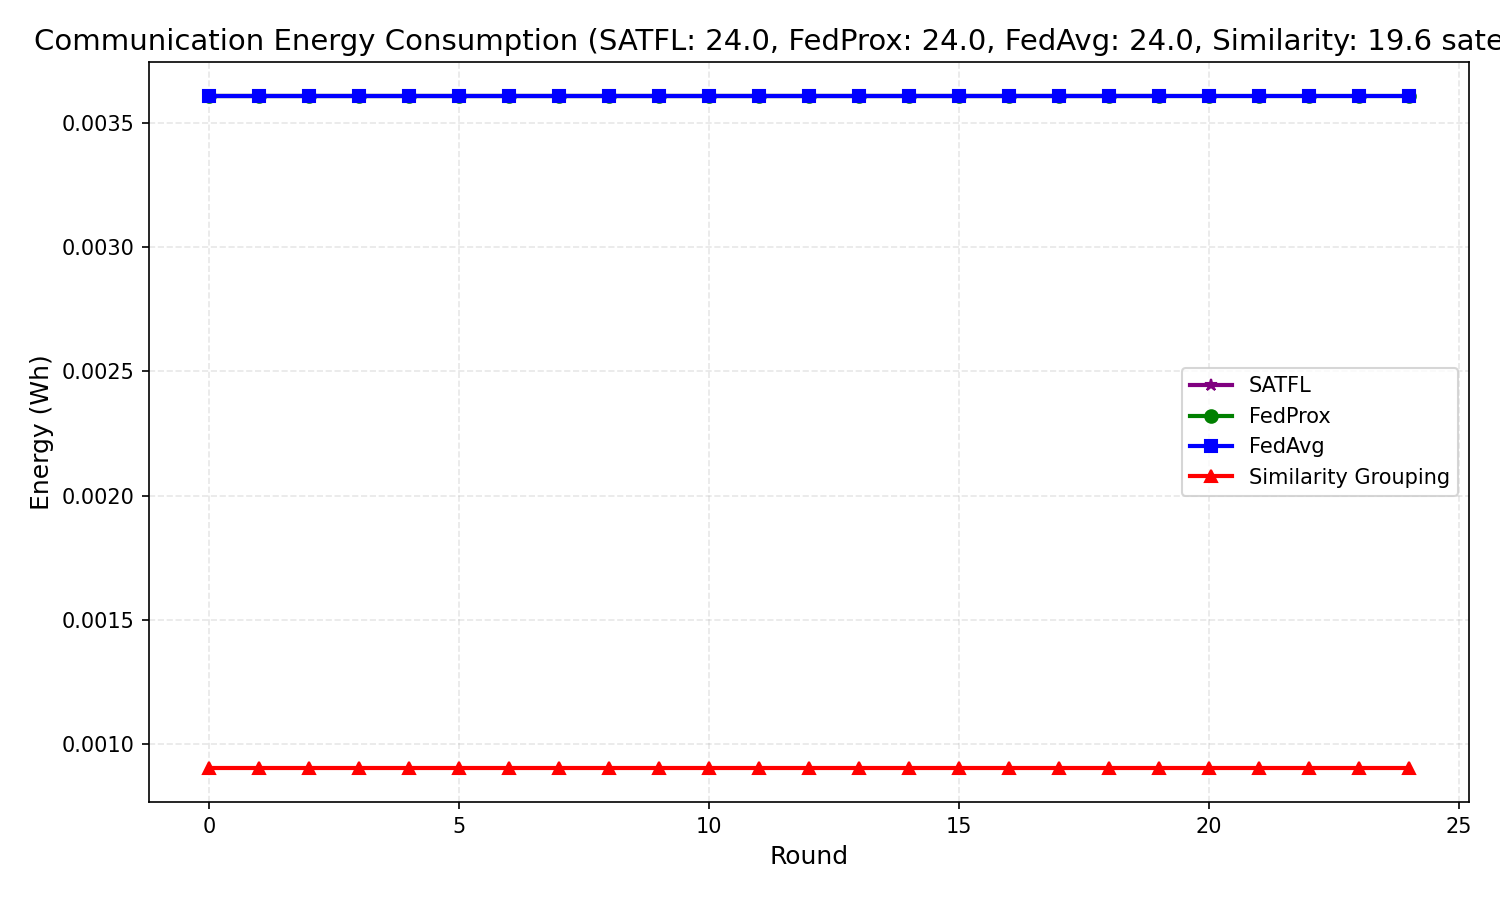 Communication Energy Consumption (SATFL: 24.0, FedProx: 24.0, FedAvg: 24.0, Similarity: 19.6 sate
0.0035
0.0030
0.0025
0.0020
0.0015
0.0010
Energy (Wh)
SATFL
FedProx
FedAvg
Similarity Grouping
0 5 10 15 20 25
Round